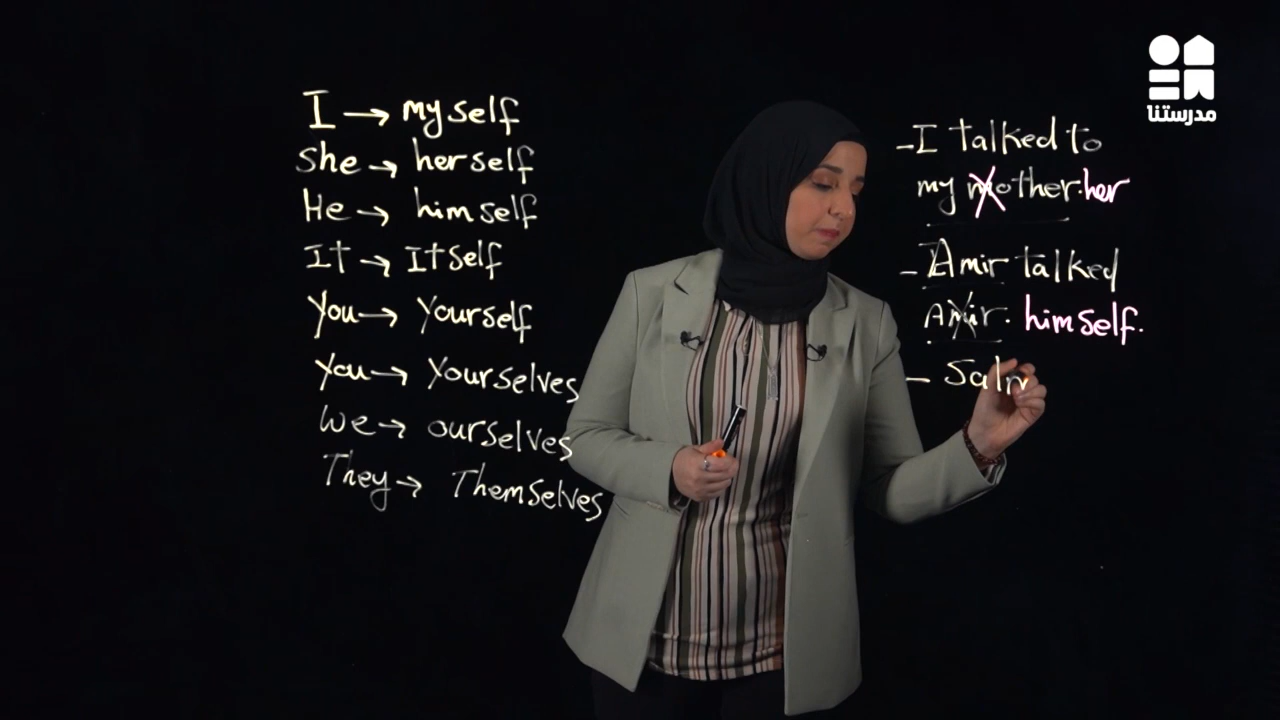 I → myself
She → herself
He → himself
It → Itself
You → Yourself
You → Yourselves
We → ourselves
They → Themselves
مدرستنا
- I talked to
my mother. her
- Amir talked
Amir. himself.
- Salm